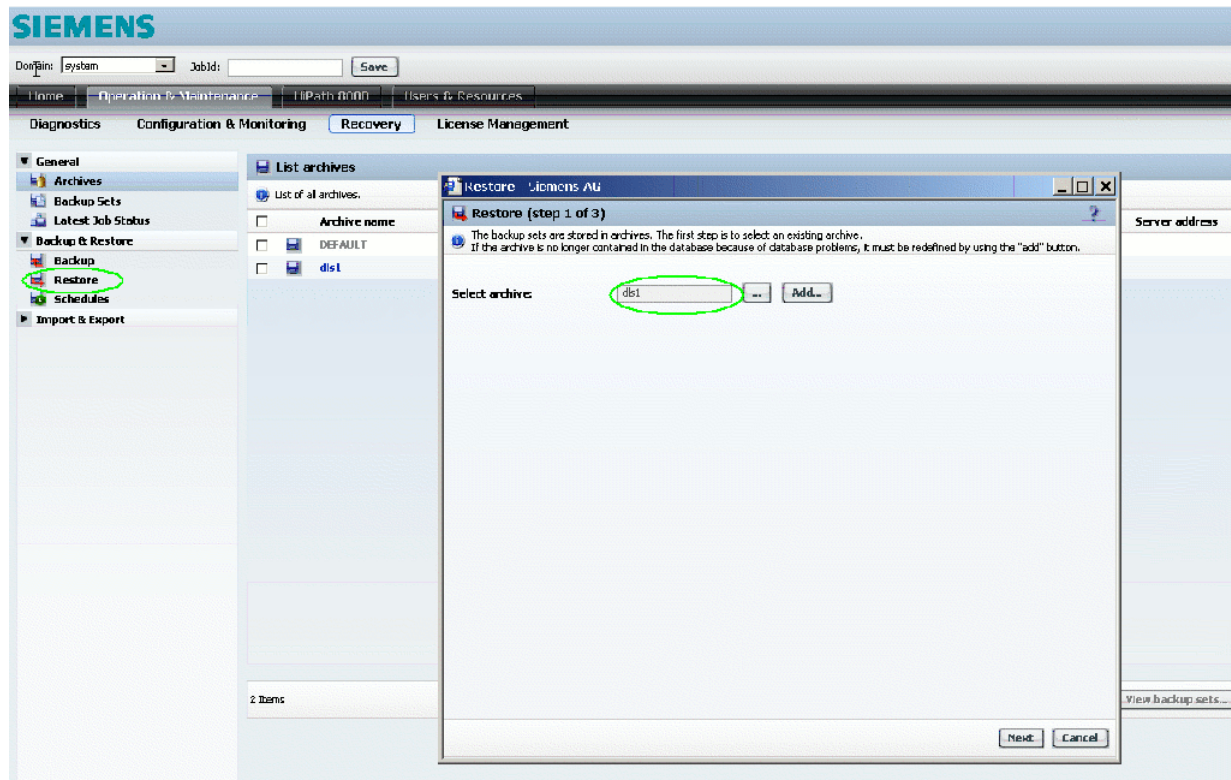 SIEMENS
Domain: system JobId: Save
Home Operation & Maintenance HiPath 8000 Users & Resources
Diagnostics Configuration & Monitoring Recovery License Management
General
Archives
Backup Sets
Latest Job Status
Backup & Restore
Backup
Restore
Schedules
Import & Export
List archives
List of all archives.
Archive name
DEFAULT
dls1
2 Items
Restore Siemens AG
Restore (step 1 of 3) ?
The backup sets are stored in archives. The first step is to select an existing archive.
If the archive is no longer contained in the database because of database problems, it must be redefined by using the "add" button.
Select archive: dls1 ... Add...
Next Cancel
Server address
View backup sets...